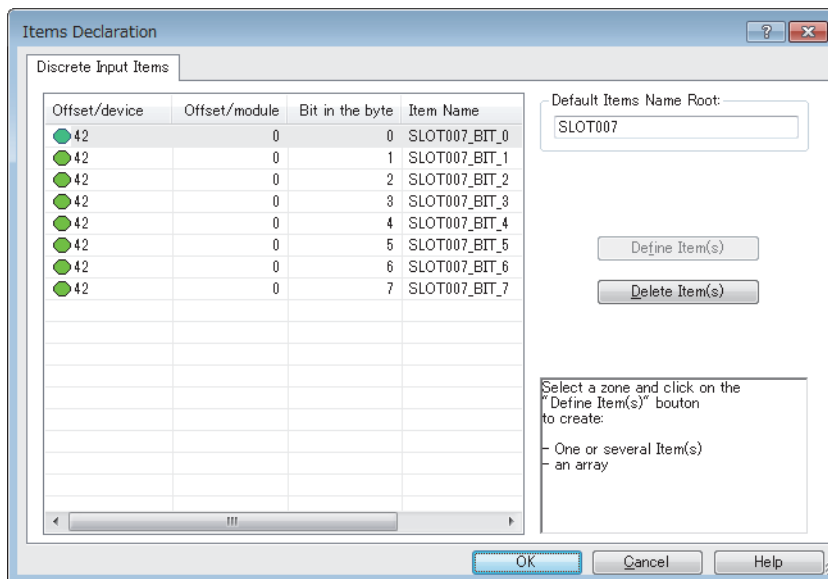 Items Declaration
Discrete Input Items
Offset/device Offset/module Bit in the byte Item Name
42 0 0 SLOT007_BIT_0
42 0 1 SLOT007_BIT_1
42 0 2 SLOT007_BIT_2
42 0 3 SLOT007_BIT_3
42 0 4 SLOT007_BIT_4
42 0 5 SLOT007_BIT_5
42 0 6 SLOT007_BIT_6
42 0 7 SLOT007_BIT_7
Default Items Name Root:
SLOT007
Define Item(s)
Delete Item(s)
Select a zone and click on the
"Define Item(s)" bouton
to create:
- One or several Item(s)
- an array
OK Cancel Help